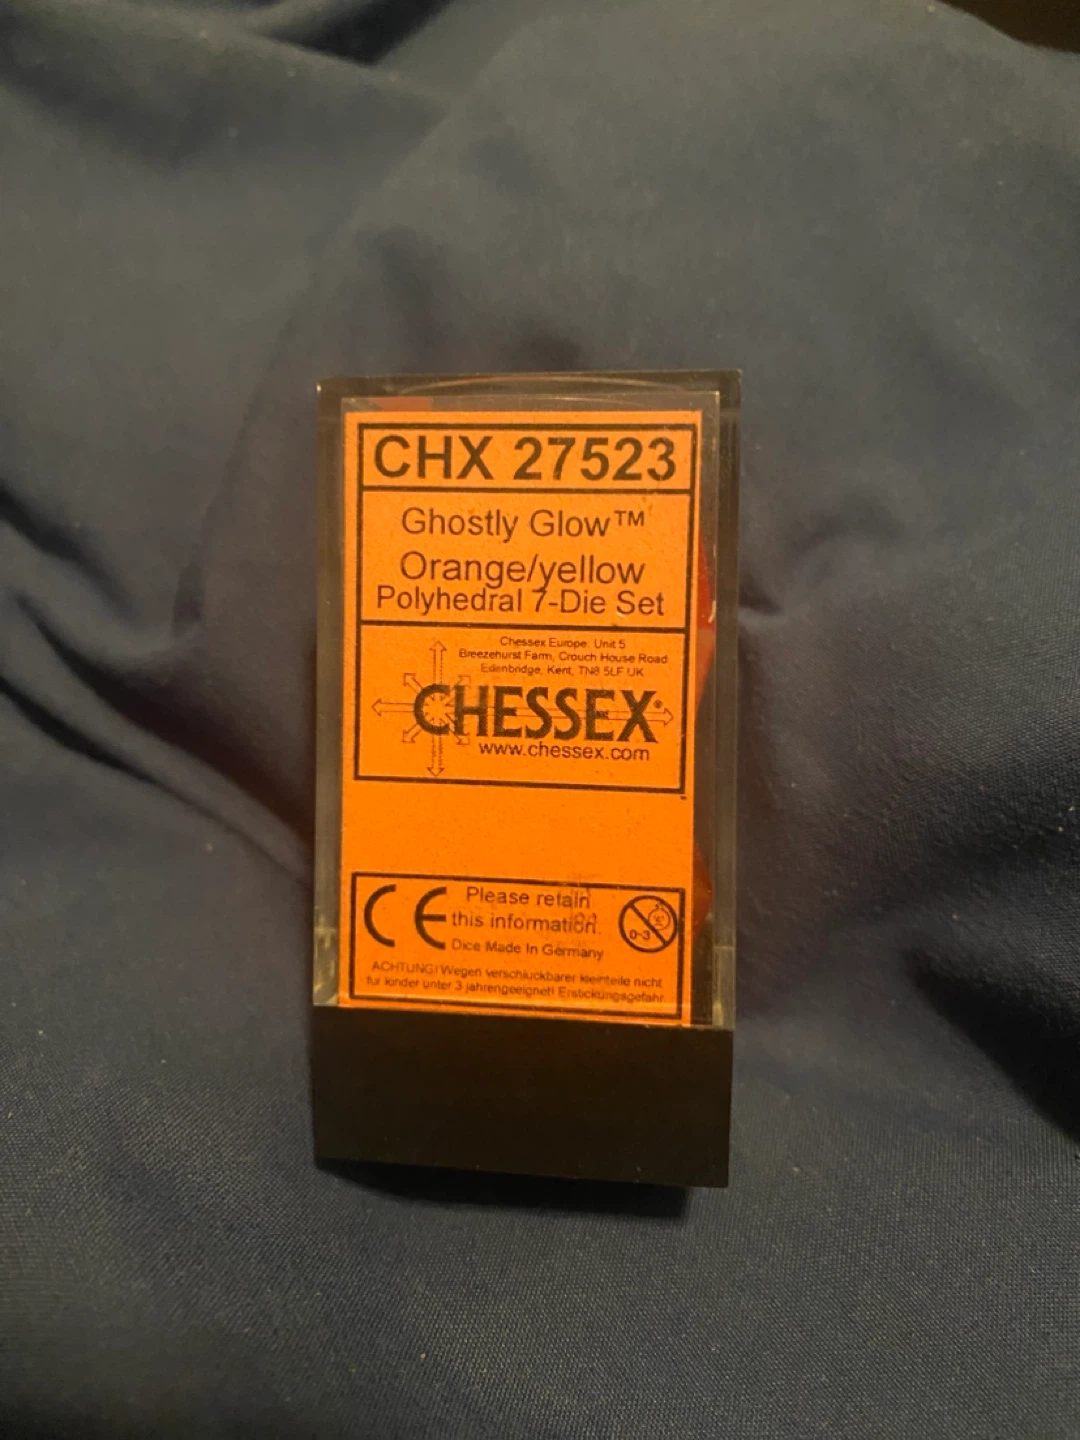 CHX 27523
Ghostly Glow™
Orange/yellow
Polyhedral 7-Die Set
Chessex Europe, Unit 5
Breezehurst Farm, Crouch House Road
Edenbridge, Kent, TN8 5LF UK
CHESSEX®
www.chessex.com
CE
Please retain
this information.
Dice Made In Germany
0-3
ACHTUNG! Wegen verschluckbarer kleinteile nicht
fur kinder unter 3 jahrengeeignet! Erstickungsgefahr